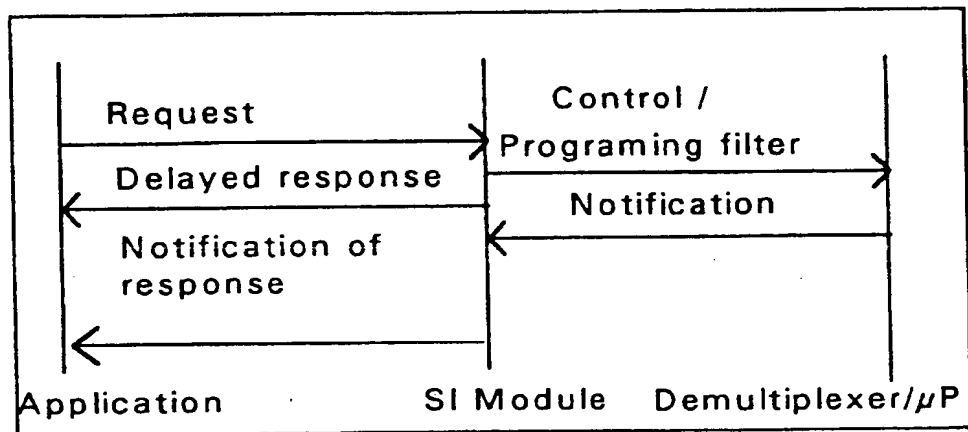 Request
Control /
Programing filter
Delayed response
Notification
Notification of
response
Application
SI Module
Demultiplexer/μP